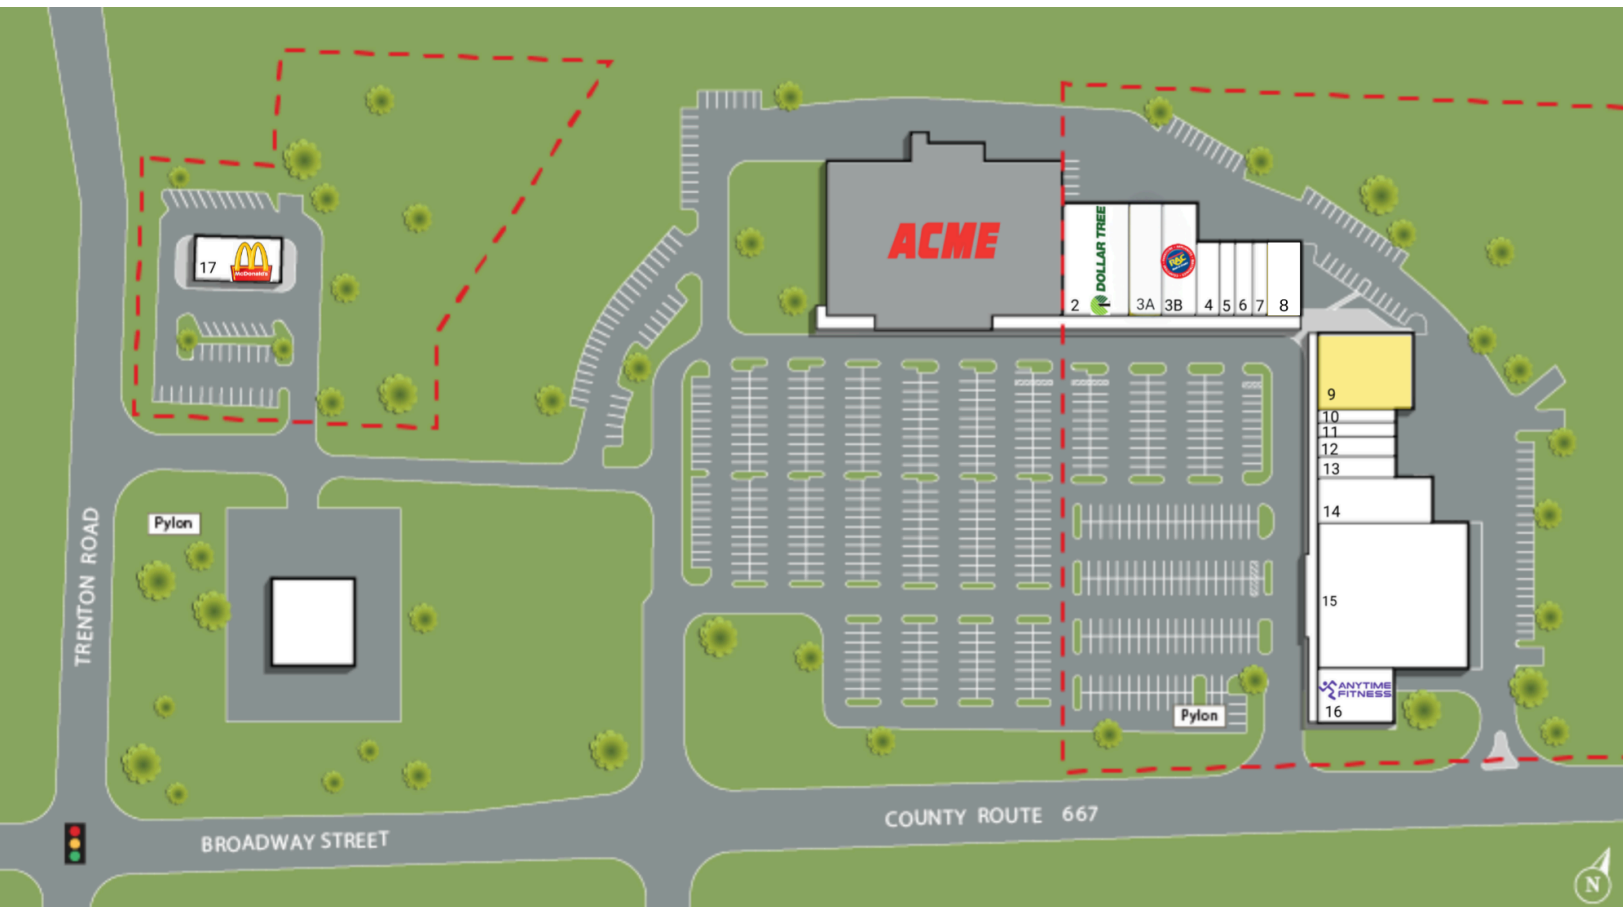 ACME
DOLLAR TREE
RAC
2
3A
3B
4
5
6
7
8
17
McDonald's
9
10
11
12
13
14
15
ANYTIME
FITNESS
16
Pylon
Pylon
TRENTON ROAD
BROADWAY STREET
COUNTY ROUTE 667
N